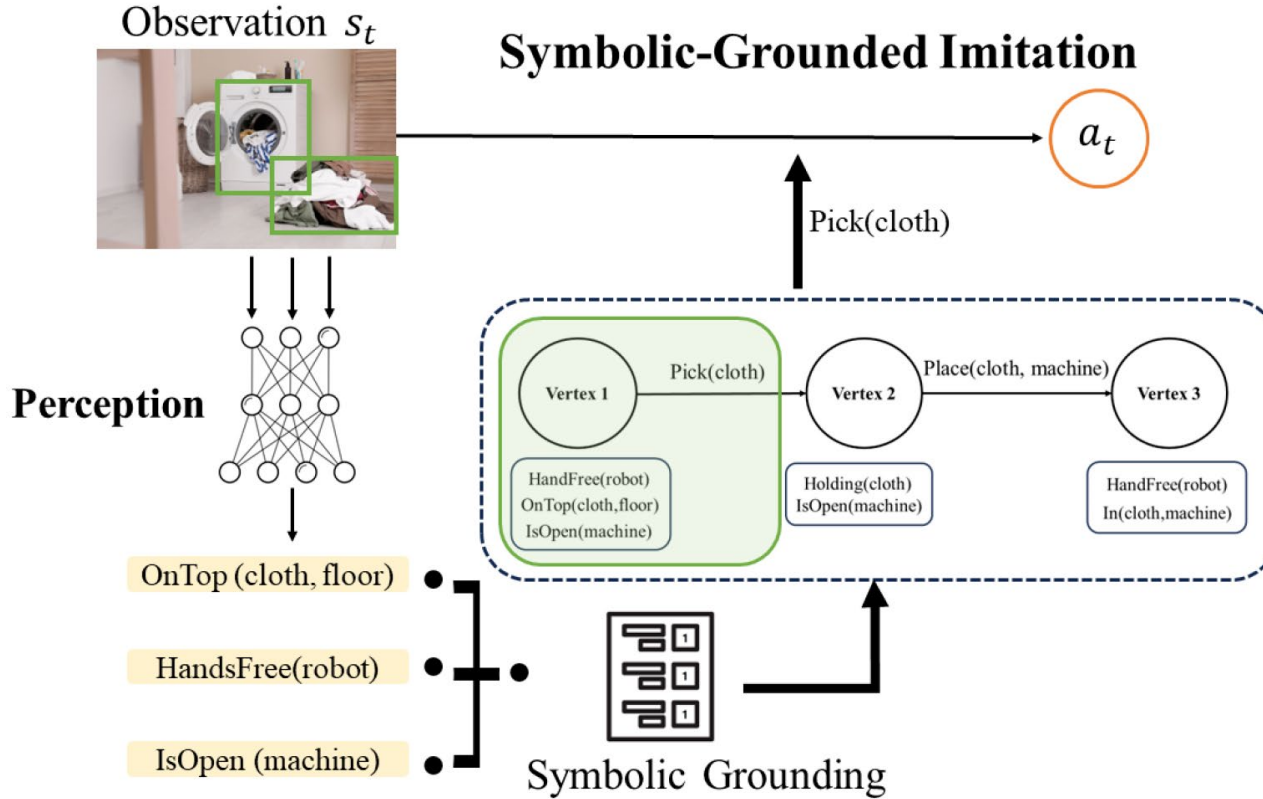 Observation s_t
Symbolic-Grounded Imitation
a_t
Pick(cloth)
Perception
Vertex 1
Pick(cloth)
Vertex 2
Place(cloth, machine)
Vertex 3
HandFree(robot)
OnTop(cloth,floor)
IsOpen(machine)
Holding(cloth)
IsOpen(machine)
HandFree(robot)
In(cloth,machine)
OnTop (cloth, floor)
HandsFree(robot)
IsOpen (machine)
1
1
1
Symbolic Grounding